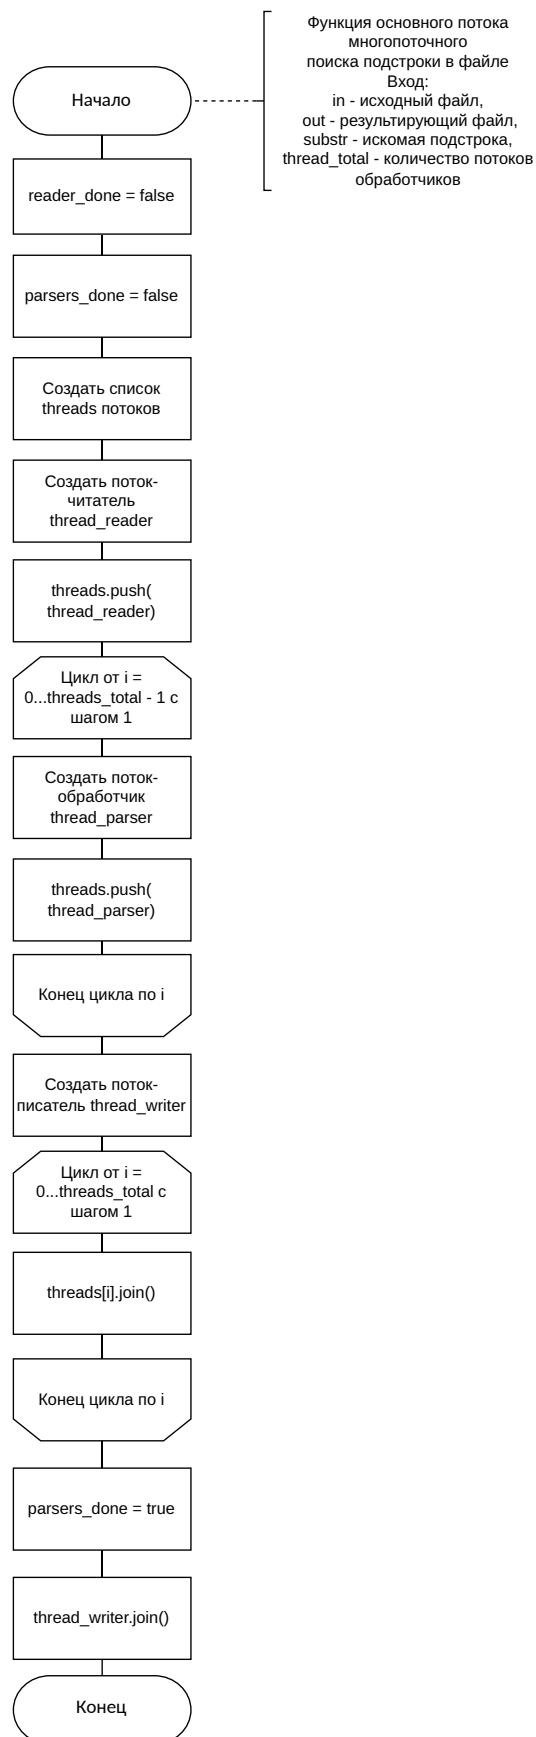 Функция основного потока
многопоточного
поиска подстроки в файле
Вход:
in - исходный файл,
out - результирующий файл,
substr - искомая подстрока,
thread_total - количество потоков
обработчиков
Начало
reader_done = false
parsers_done = false
Создать список
threads потоков
Создать поток-
читатель
thread_reader
threads.push(
thread_reader)
Цикл от i =
0...threads_total - 1 с
шагом 1
Создать поток-
обработчик
thread_parser
threads.push(
thread_parser)
Конец цикла по i
Создать поток-
писатель thread_writer
Цикл от i =
0...threads_total с
шагом 1
threads[i].join()
Конец цикла по i
parsers_done = true
thread_writer.join()
Конец